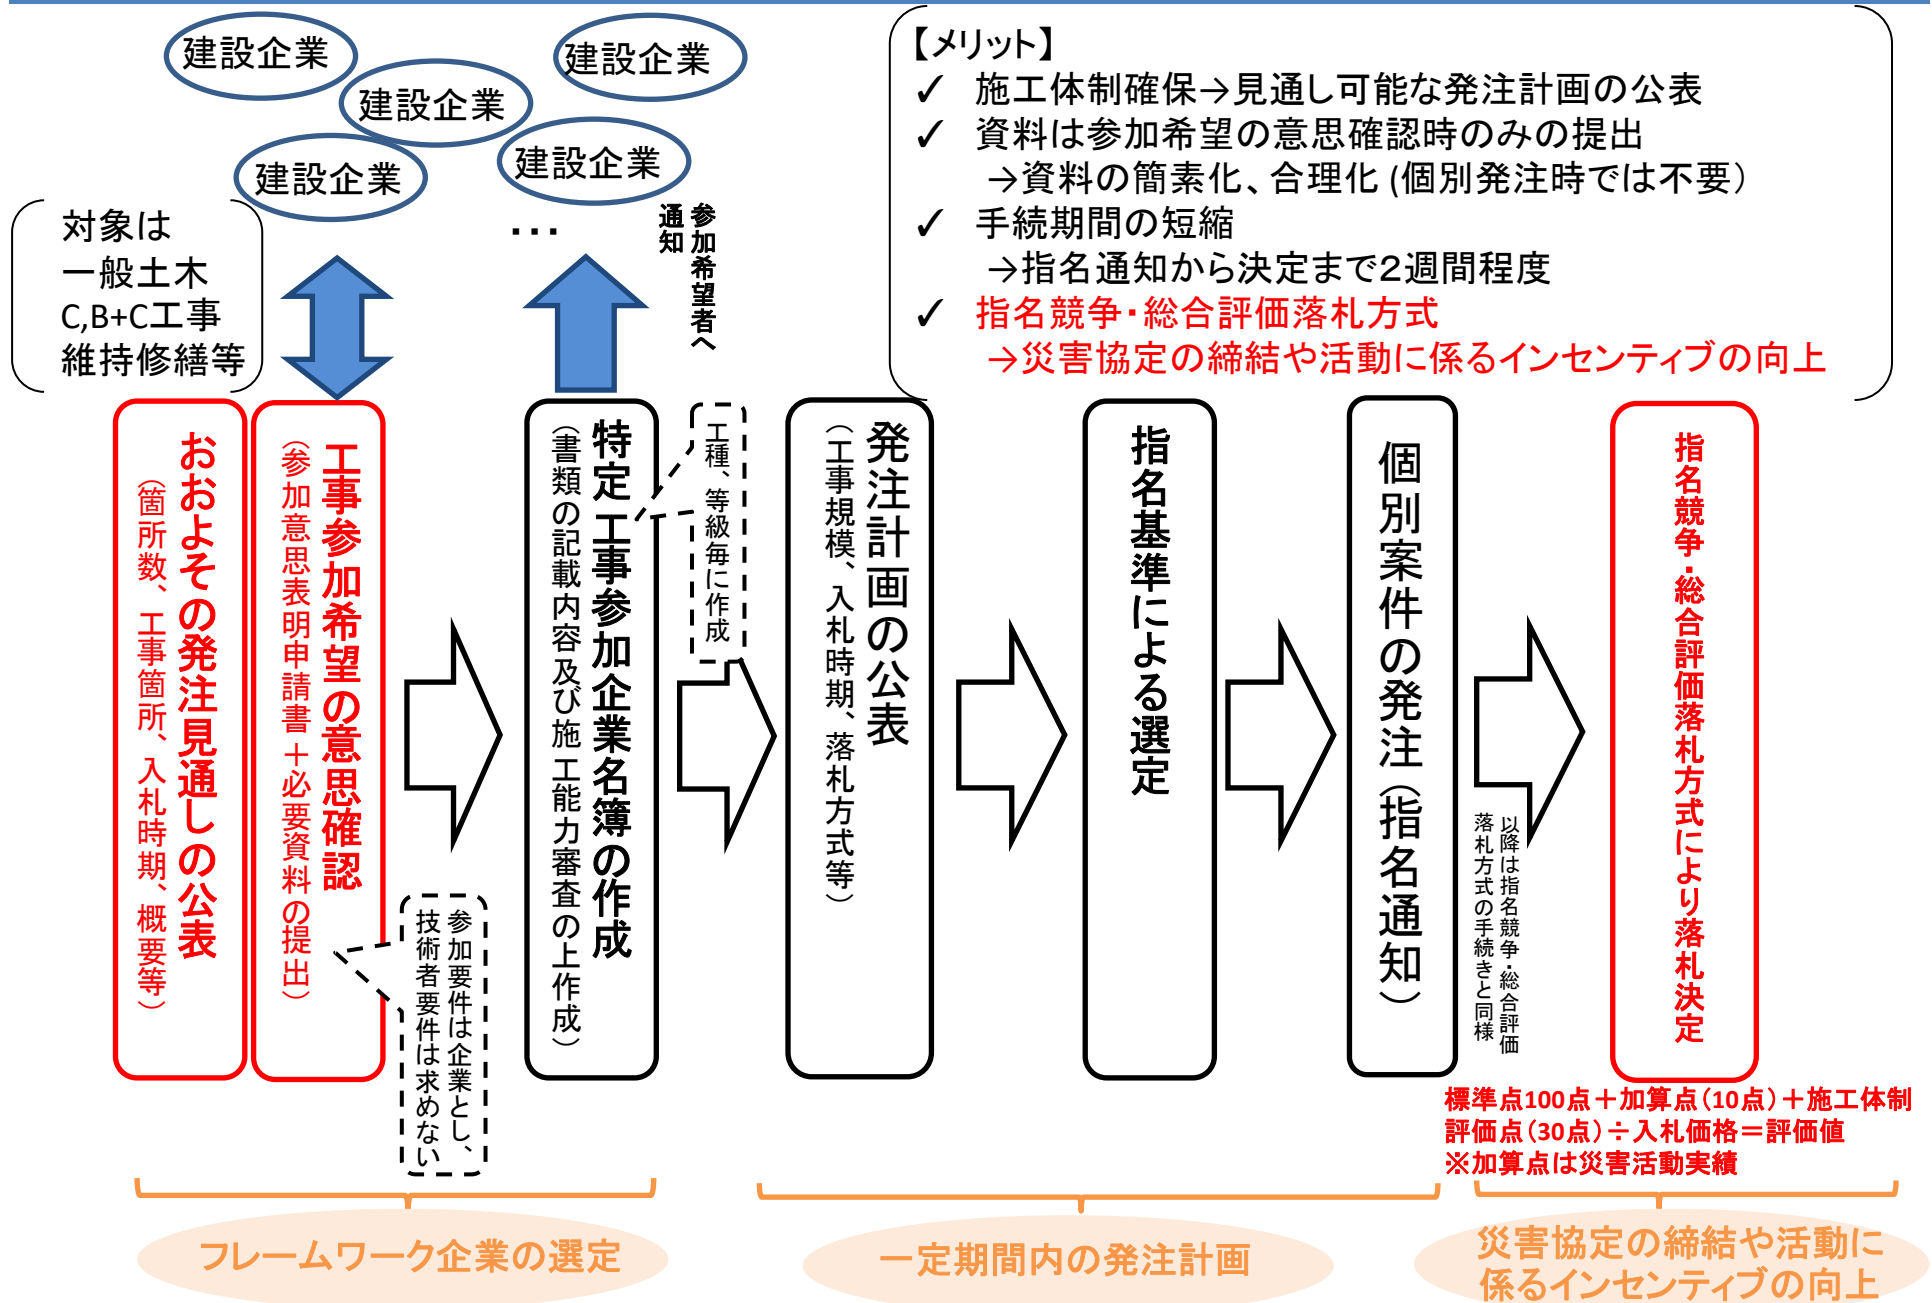 建設企業
建設企業
建設企業
建設企業
建設企業
…
対象は
一般土木
C,B+C工事
維持修繕等
参加希望者へ
通知
【メリット】
✓ 施工体制確保→見通し可能な発注計画の公表
✓ 資料は参加希望の意思確認時のみの提出
→資料の簡素化、合理化 (個別発注時では不要）
✓ 手続期間の短縮
→指名通知から決定まで２週間程度
✓ 指名競争・総合評価落札方式
→災害協定の締結や活動に係るインセンティブの向上
おおよその発注見通しの公表
（箇所数、工事箇所、入札時期、概要等）
工事参加希望の意思確認
（参加意思表明申請書＋必要資料の提出）
参加要件は企業とし、
技術者要件は求めない
特定工事参加企業名簿の作成
（書類の記載内容及び施工能力審査の上作成）
工種、等級毎に作成
発注計画の公表
（工事規模、入札時期、落札方式等）
指名基準による選定
個別案件の発注（指名通知）
以降は指名競争・総合評価
落札方式の手続きと同様
指名競争・総合評価落札方式により落札決定
標準点100点＋加算点（10点）＋施工体制
評価点（30点）÷入札価格＝評価値
※加算点は災害活動実績
フレームワーク企業の選定
一定期間内の発注計画
災害協定の締結や活動に
係るインセンティブの向上